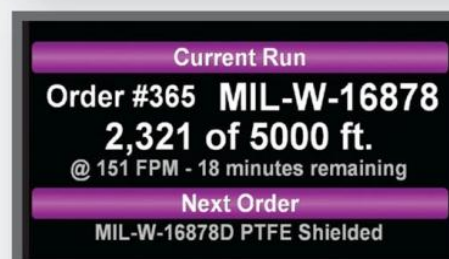 Current Run
Order #365 MIL-W-16878
2,321 of 5000 ft.
@ 151 FPM - 18 minutes remaining
Next Order
MIL-W-16878D PTFE Shielded